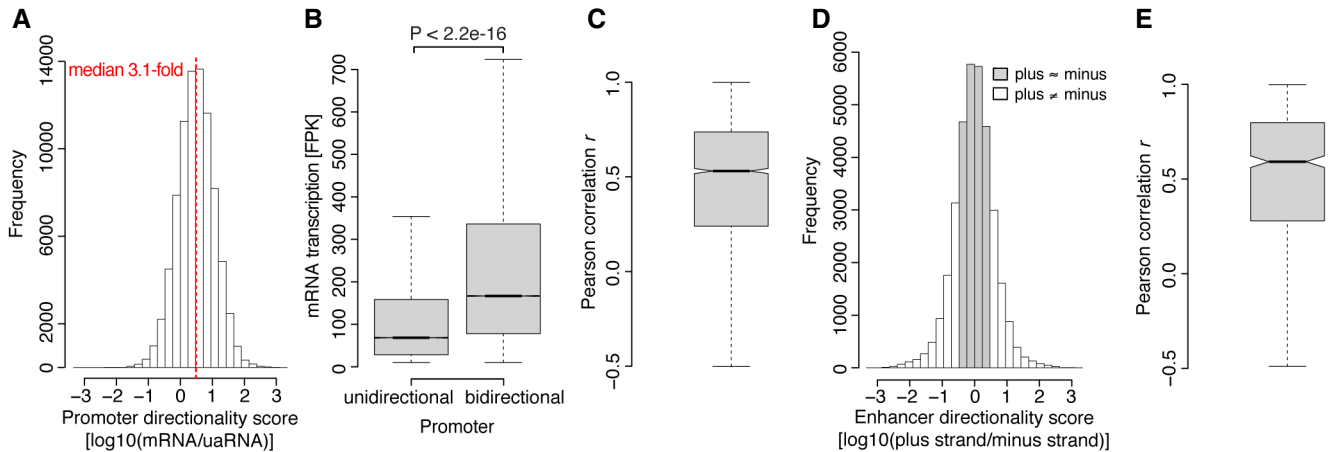 A
median 3.1-fold
Frequency
0
2000
6000
10000
14000
−3 −2 −1 0 1 2 3
Promoter directionality score
[log10(mRNA/uaRNA)]
B
P < 2.2e-16
mRNA transcription [FPK]
0
100
200
300
400
500
600
700
unidirectional bidirectional
Promoter
C
Pearson correlation r
−0.5
0.0
0.5
1.0
D
plus ≈ minus
plus ≠ minus
Frequency
0
1000
2000
3000
4000
5000
6000
−3 −2 −1 0 1 2 3
Enhancer directionality score
[log10(plus strand/minus strand)]
E
Pearson correlation r
−0.5
0.0
0.5
1.0